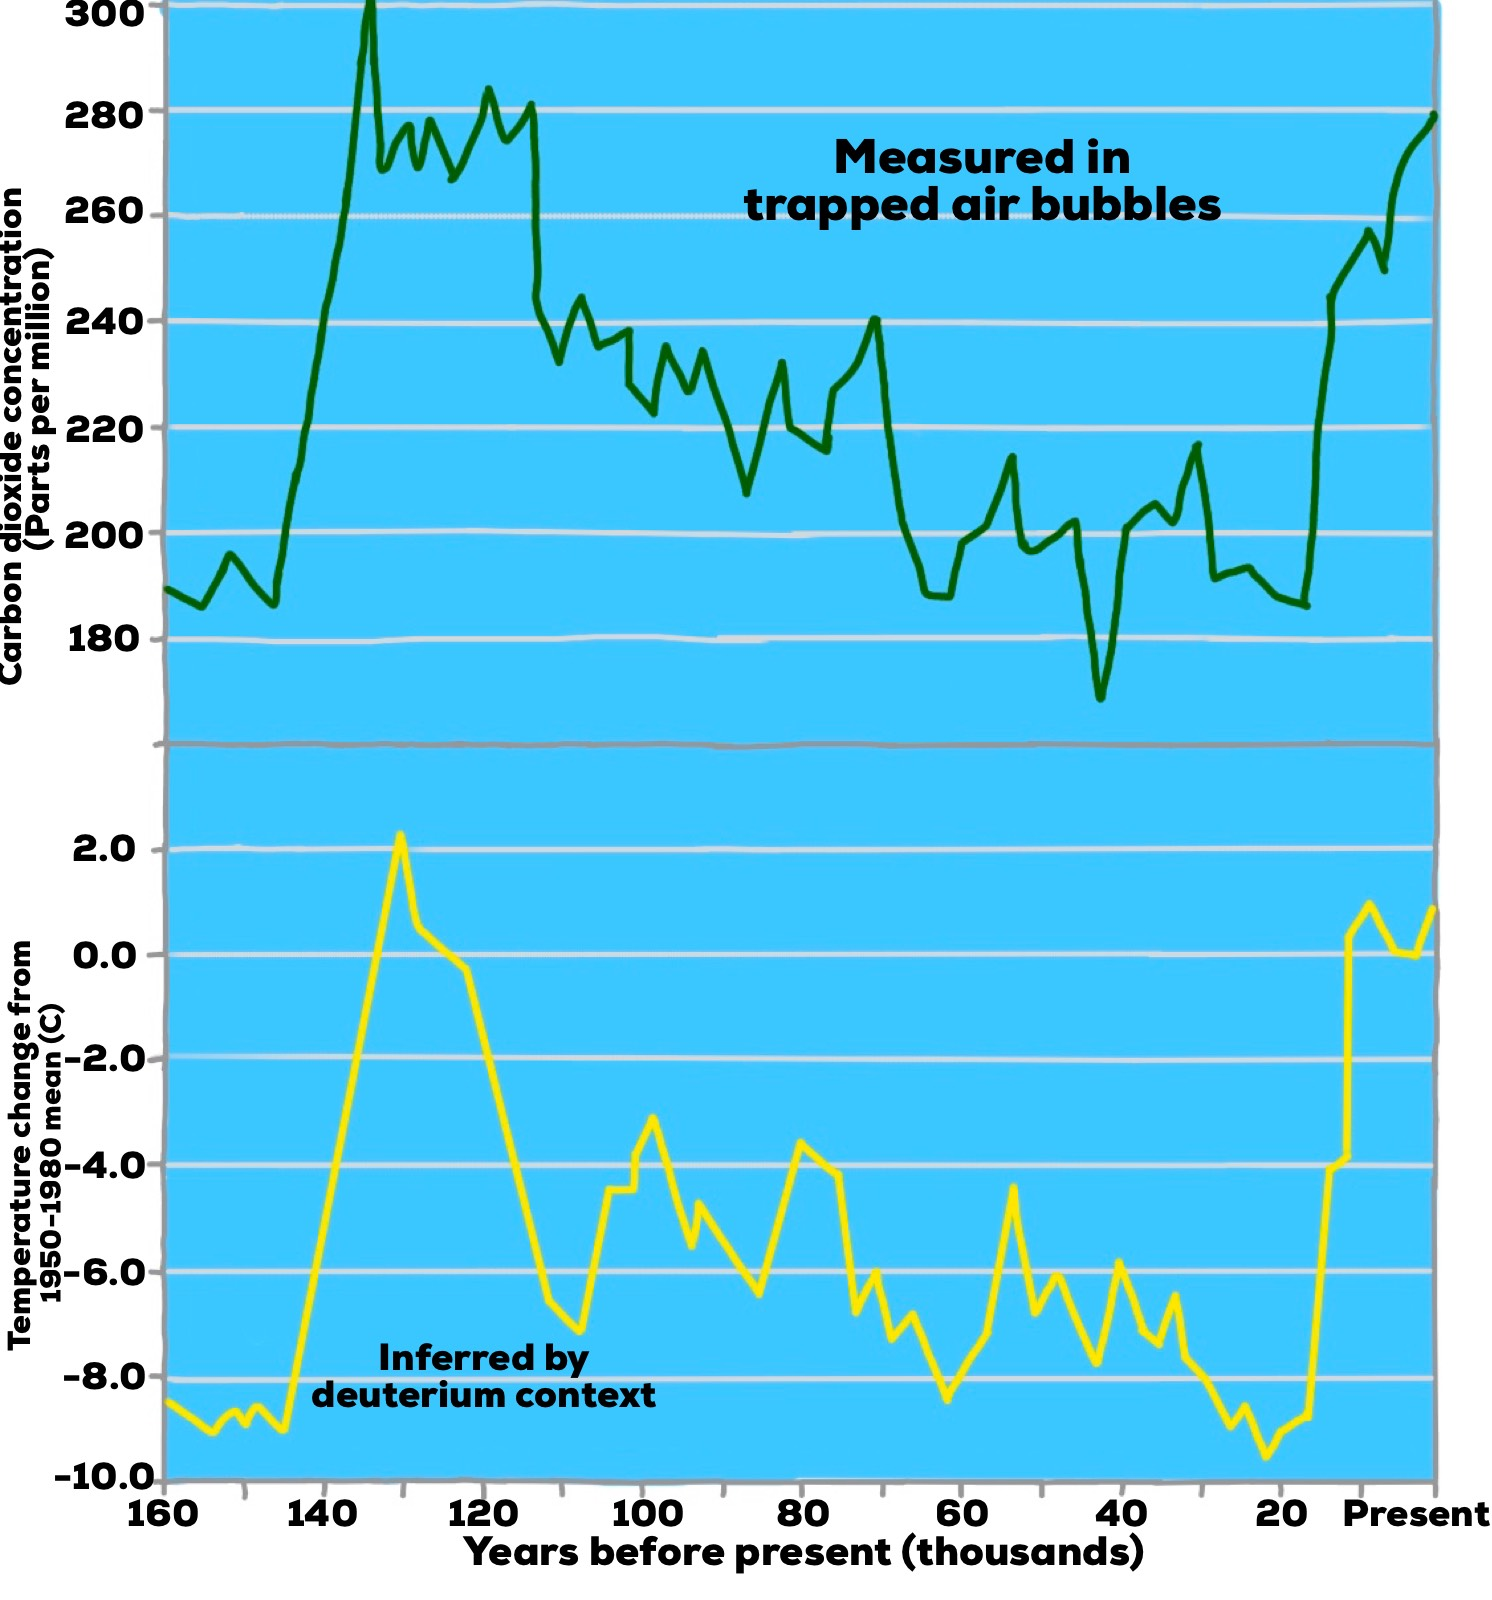 300
280
260
240
220
200
180
Carbon dioxide concentration
(Parts per million)
Measured in
trapped air bubbles
2.0
0.0
-2.0
-4.0
-6.0
-8.0
-10.0
Temperature change from
1950-1980 mean (C)
Inferred by
deuterium context
160 140 120 100 80 60 40 20 Present
Years before present (thousands)